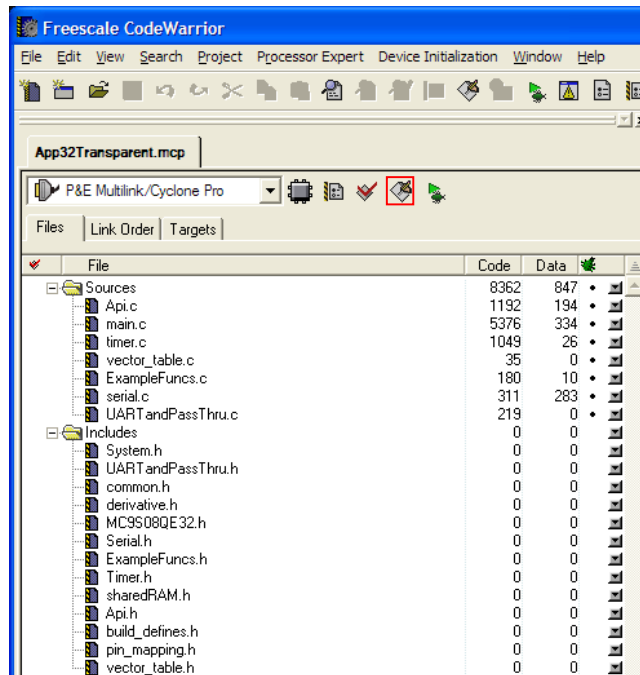 Freescale CodeWarrior
File Edit View Search Project Processor Expert Device Initialization Window Help
App32Transparent.mcp
P&E Multilink/Cyclone Pro
Files Link Order Targets
File Code Data
Sources 8362 847
Api.c 1192 194
main.c 5376 334
timer.c 1049 26
vector_table.c 35 0
ExampleFuncs.c 180 10
serial.c 311 283
UARTandPassThru.c 219 0
Includes 0 0
System.h 0 0
UARTandPassThru.h 0 0
common.h 0 0
derivative.h 0 0
MC9S08QE32.h 0 0
Serial.h 0 0
ExampleFuncs.h 0 0
Timer.h 0 0
sharedRAM.h 0 0
Api.h 0 0
build_defines.h 0 0
pin_mapping.h 0 0
vector_table.h 0 0